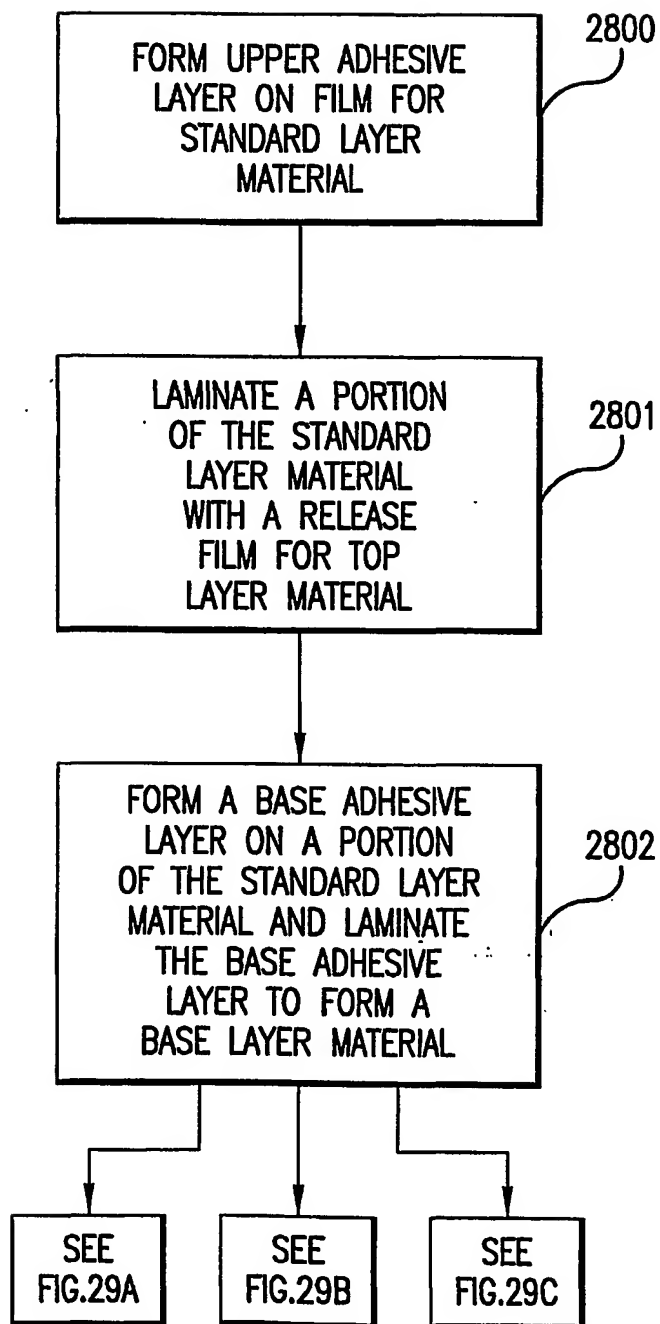 2800
FORM UPPER ADHESIVE
LAYER ON FILM FOR
STANDARD LAYER
MATERIAL
2801
LAMINATE A PORTION
OF THE STANDARD
LAYER MATERIAL
WITH A RELEASE
FILM FOR TOP
LAYER MATERIAL
2802
FORM A BASE ADHESIVE
LAYER ON A PORTION
OF THE STANDARD LAYER
MATERIAL AND LAMINATE
THE BASE ADHESIVE
LAYER TO FORM A
BASE LAYER MATERIAL
SEE
FIG.29A
SEE
FIG.29B
SEE
FIG.29C